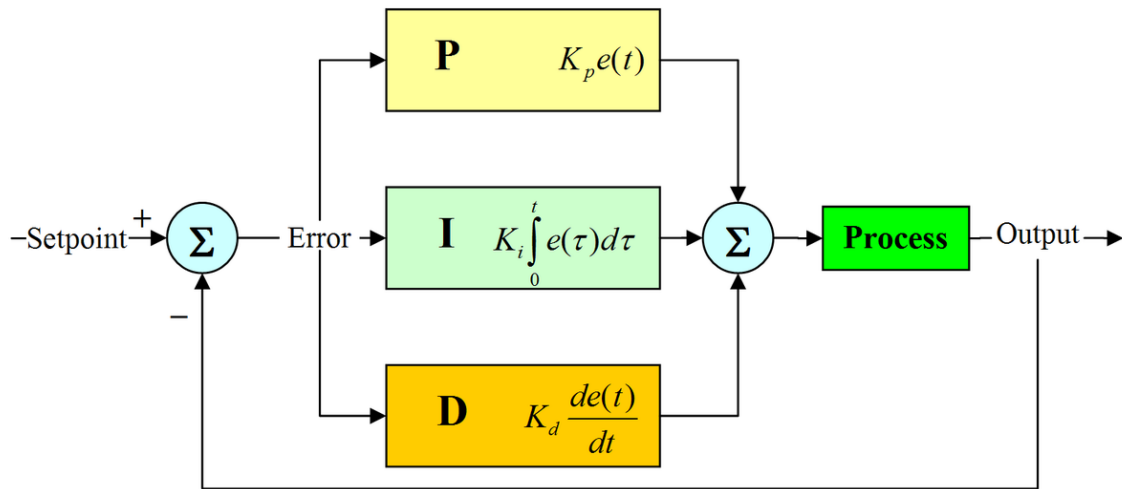 P K_p e(t)
–Setpoint + Σ Error I K_i ∫_0^t e(τ)dτ Σ Process Output
–
D K_d de(t)/dt